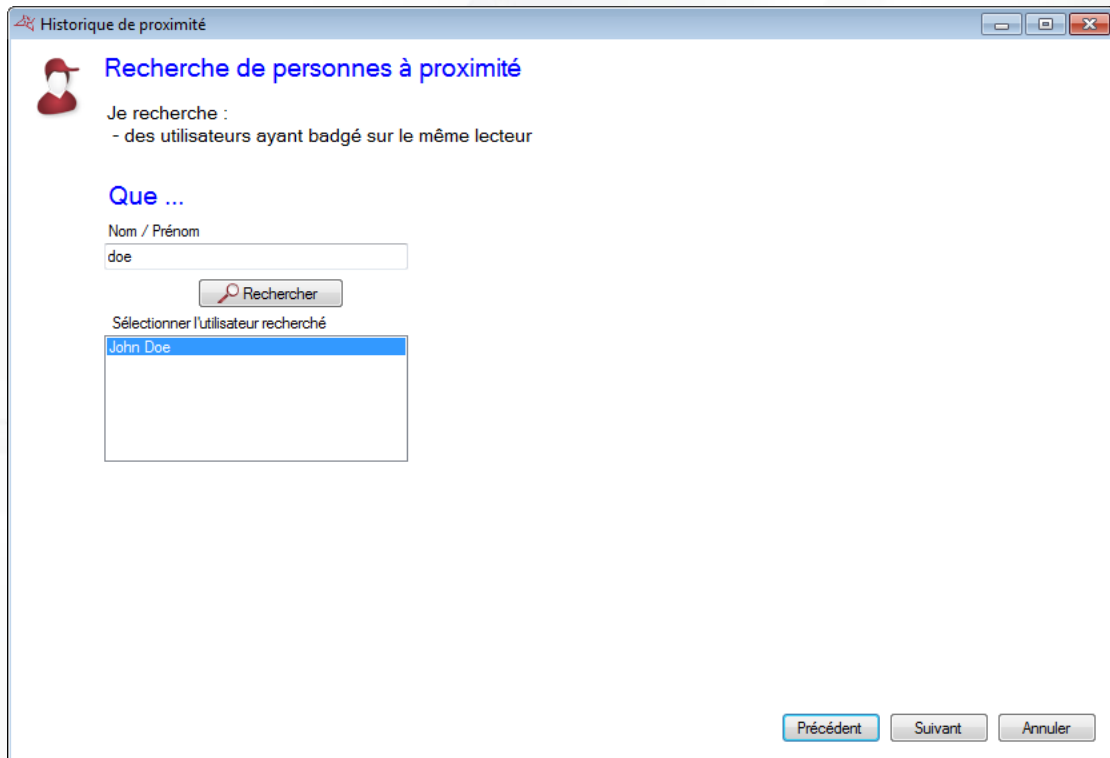 Historique de proximité
Recherche de personnes à proximité
Je recherche :
- des utilisateurs ayant badgé sur le même lecteur
Que ...
Nom / Prénom
doe
Rechercher
Sélectionner l'utilisateur recherché
John Doe
Précédent Suivant Annuler